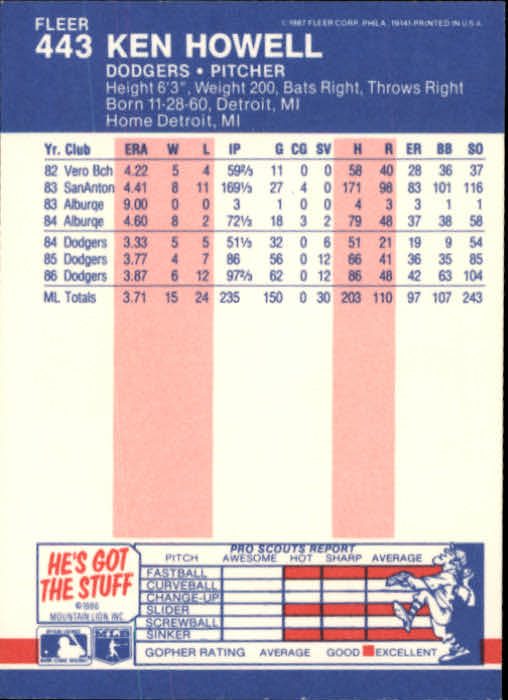 FLEER
©1987 FLEER CORP. PHILA., 19141-PRINTED IN U.S.A.
443 KEN HOWELL
DODGERS • PITCHER
Height 6'3", Weight 200, Bats Right, Throws Right
Born 11-28-60, Detroit, MI
Home Detroit, MI
Yr. Club ERA W L IP G CG SV H R ER BB SO
82 Vero Bch 4.22 5 4 59⅔ 11 0 0 58 40 28 36 37
83 SanAnton 4.41 8 11 169⅓ 27 4 0 171 98 83 101 116
83 Alburqe 9.00 0 0 3 1 0 0 4 3 3 1 1
84 Alburqe 4.60 8 2 72⅓ 18 3 2 79 48 37 38 58
84 Dodgers 3.33 5 5 51⅓ 32 0 6 51 21 19 9 54
85 Dodgers 3.77 4 7 86 56 0 12 66 41 36 35 85
86 Dodgers 3.87 6 12 97⅔ 62 0 12 86 48 42 63 104
ML Totals 3.71 15 24 235 150 0 30 203 110 97 107 243
HE'S GOT
THE STUFF
©1986
MOUNTAIN LION, INC.
PRO SCOUTS REPORT
PITCH AWESOME HOT SHARP AVERAGE
FASTBALL
CURVEBALL
CHANGE-UP
SLIDER
SCREWBALL
SINKER
GOPHER RATING AVERAGE GOOD EXCELLENT